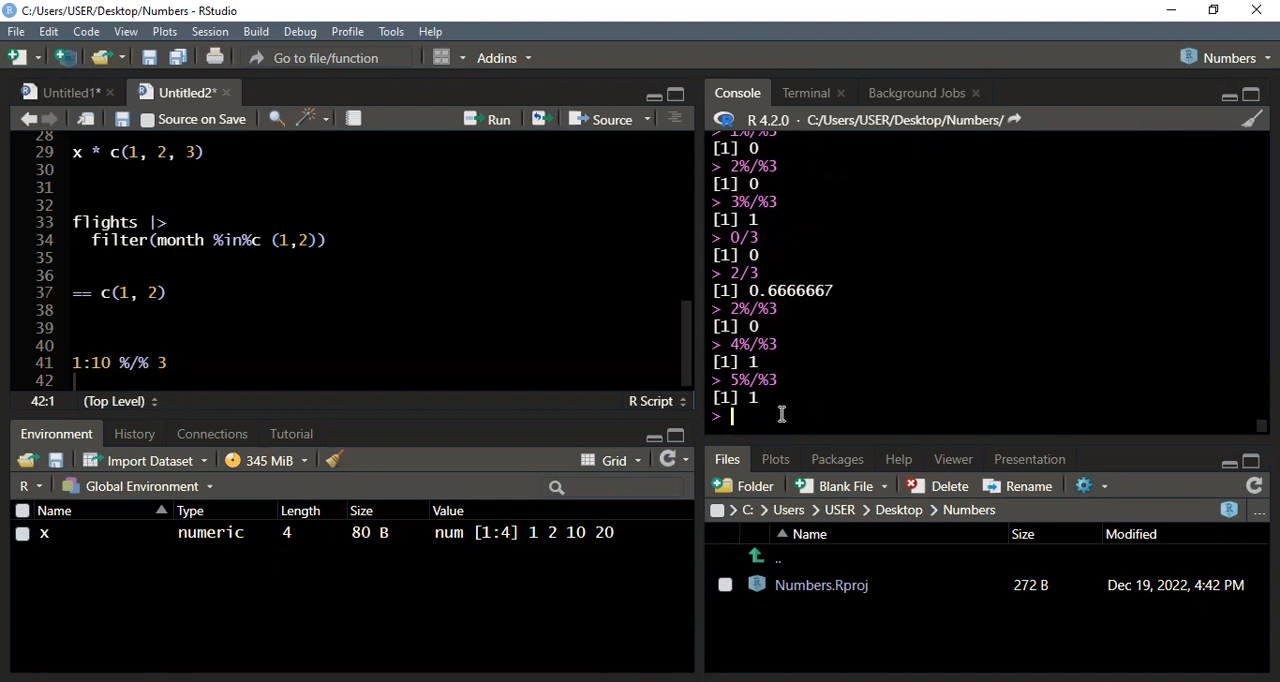 C:/Users/USER/Desktop/Numbers - RStudio
File Edit Code View Plots Session Build Debug Profile Tools Help
Go to file/function Addins Numbers
Untitled1* Untitled2*
Source on Save Run Source
28
29 x * c(1, 2, 3)
30
31
32
33 flights |>
34 filter(month %in%c (1,2))
35
36
37 == c(1, 2)
38
39
40
41 1:10 %/% 3
42
42:1 (Top Level) R Script
Console Terminal Background Jobs
R 4.2.0 · C:/Users/USER/Desktop/Numbers/
> 1%/%3
[1] 0
> 2%/%3
[1] 0
> 3%/%3
[1] 1
> 0/3
[1] 0
> 2/3
[1] 0.6666667
> 2%/%3
[1] 0
> 4%/%3
[1] 1
> 5%/%3
[1] 1
>
Environment History Connections Tutorial
Import Dataset 345 MiB Grid
R Global Environment
Name Type Length Size Value
x numeric 4 80 B num [1:4] 1 2 10 20
Files Plots Packages Help Viewer Presentation
Folder Blank File Delete Rename
C: > Users > USER > Desktop > Numbers ...
Name Size Modified
..
Numbers.Rproj 272 B Dec 19, 2022, 4:42 PM